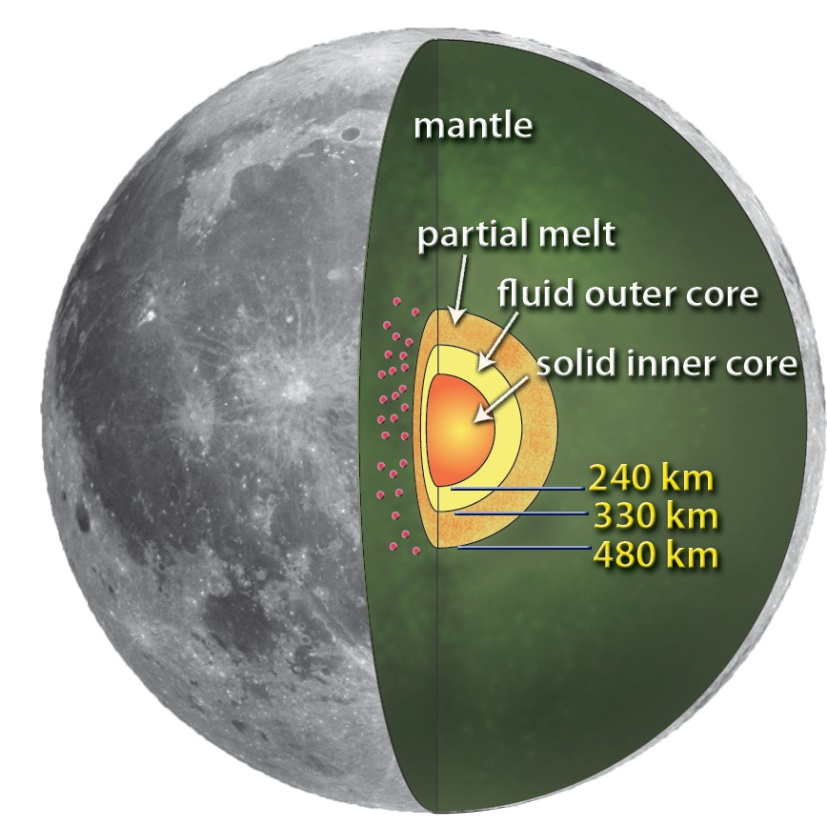 mantle
partial melt
fluid outer core
solid inner core
240 km
330 km
480 km